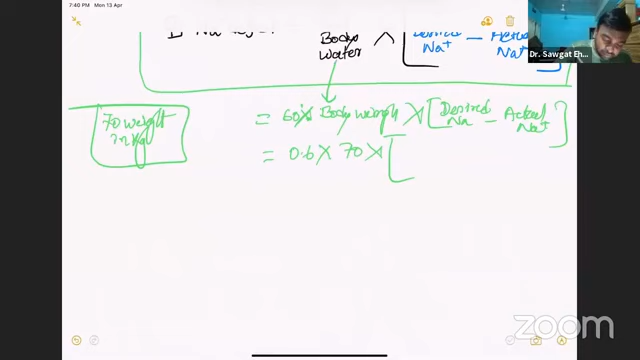 7:40 PM Mon 13 Apr
Body water × [Desired Na+ – Actual Na+]
= 60% Body weight × [Desired Na – Actual Na+]
70 weight in kg
= 0.6 × 70 × [
Dr. Sawgat Eh...
zoom